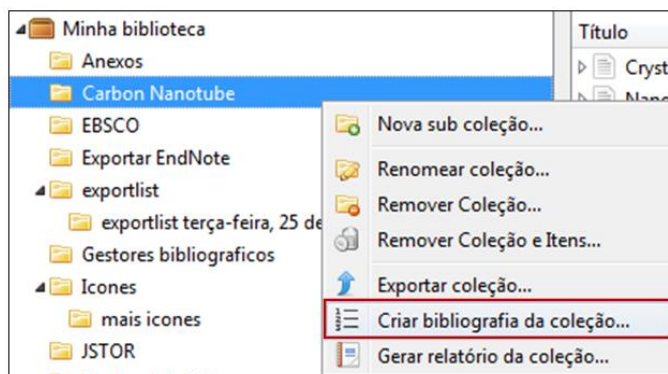 Minha biblioteca
Anexos
Carbon Nanotube
EBSCO
Exportar EndNote
exportlist
exportlist terça-feira, 25 de
Gestores bibliograficos
Icones
mais icones
JSTOR
Título
Cryst
Nano
Nova sub coleção...
Renomear coleção...
Remover Coleção...
Remover Coleção e Itens...
Exportar coleção...
Criar bibliografia da coleção...
Gerar relatório da coleção...